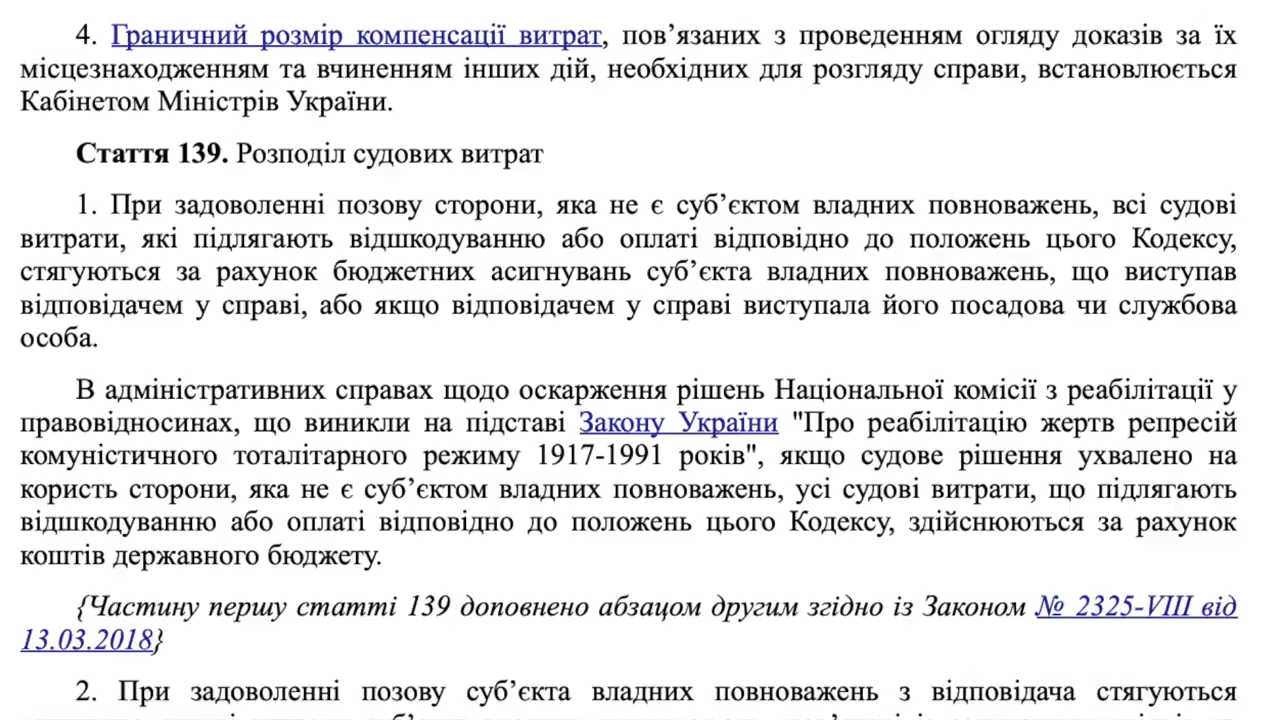 4. Граничний розмір компенсації витрат, пов’язаних з проведенням огляду доказів за їх
місцезнаходженням та вчиненням інших дій, необхідних для розгляду справи, встановлюється
Кабінетом Міністрів України.
Стаття 139. Розподіл судових витрат
1. При задоволенні позову сторони, яка не є суб’єктом владних повноважень, всі судові
витрати, які підлягають відшкодуванню або оплаті відповідно до положень цього Кодексу,
стягуються за рахунок бюджетних асигнувань суб’єкта владних повноважень, що виступав
відповідачем у справі, або якщо відповідачем у справі виступала його посадова чи службова
особа.
В адміністративних справах щодо оскарження рішень Національної комісії з реабілітації у
правовідносинах, що виникли на підставі Закону України "Про реабілітацію жертв репресій
комуністичного тоталітарного режиму 1917-1991 років", якщо судове рішення ухвалено на
користь сторони, яка не є суб’єктом владних повноважень, усі судові витрати, що підлягають
відшкодуванню або оплаті відповідно до положень цього Кодексу, здійснюються за рахунок
коштів державного бюджету.
{Частину першу статті 139 доповнено абзацом другим згідно із Законом № 2325-VIII від
13.03.2018}
2. При задоволенні позову суб’єкта владних повноважень з відповідача стягуються